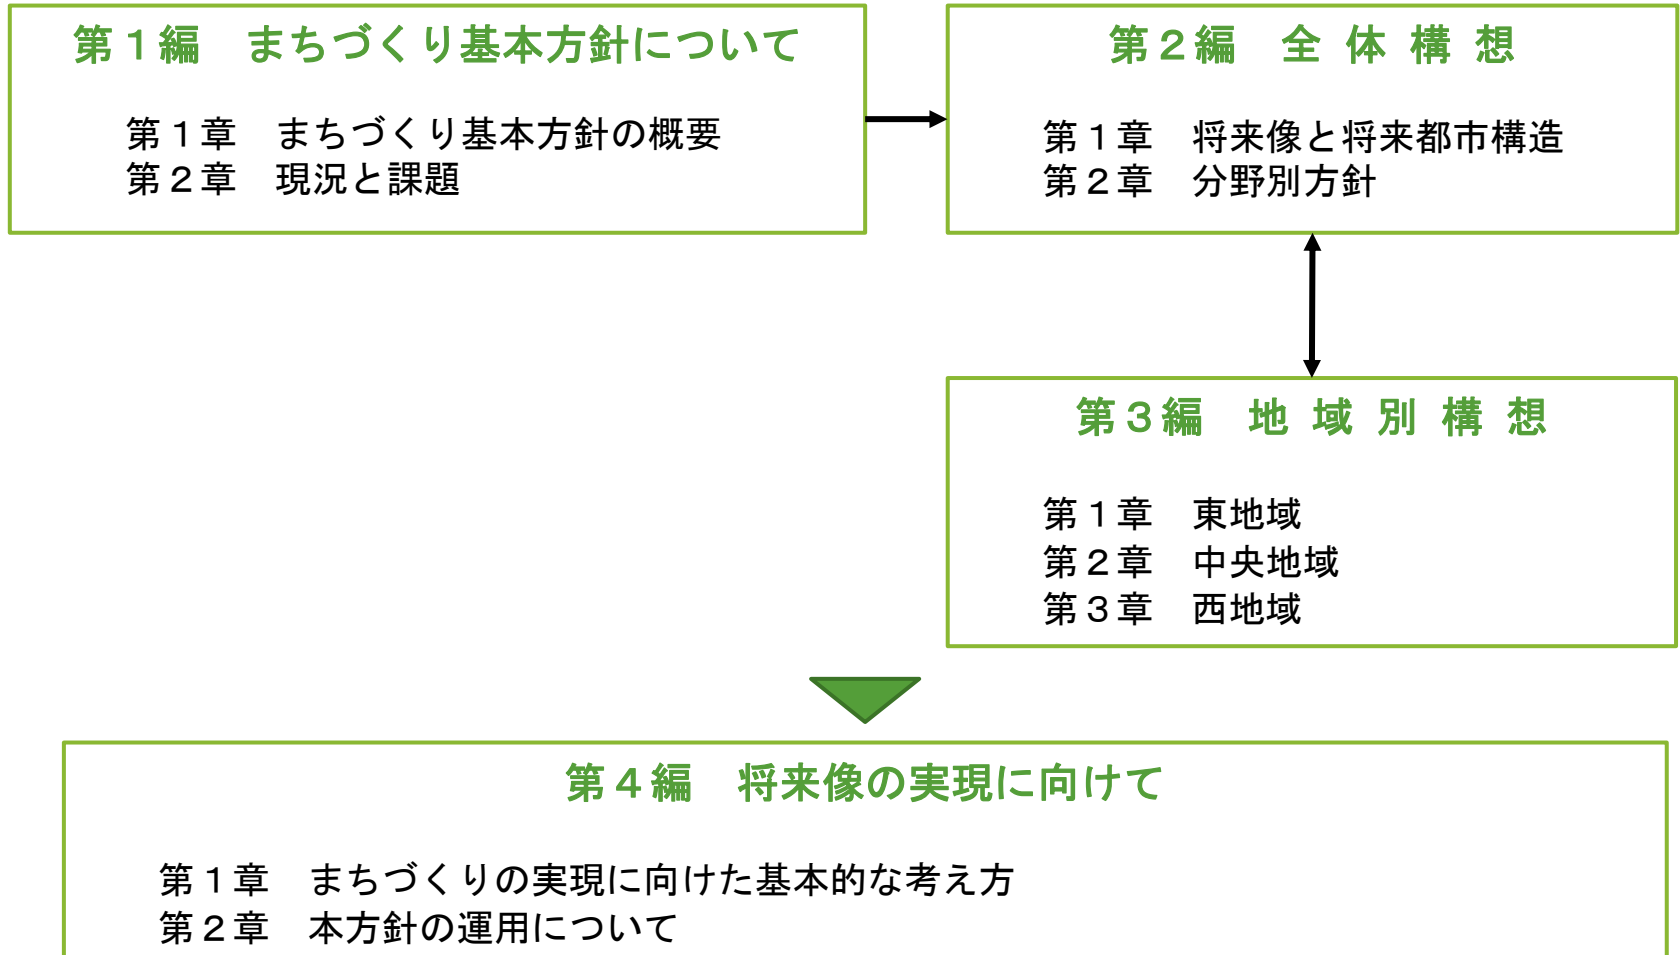 第１編　まちづくり基本方針について
第１章　まちづくり基本方針の概要
第２章　現況と課題
第２編　全 体 構 想
第１章　将来像と将来都市構造
第２章　分野別方針
第３編　地 域 別 構 想
第１章　東地域
第２章　中央地域
第３章　西地域
第４編　将来像の実現に向けて
第１章　まちづくりの実現に向けた基本的な考え方
第２章　本方針の運用について